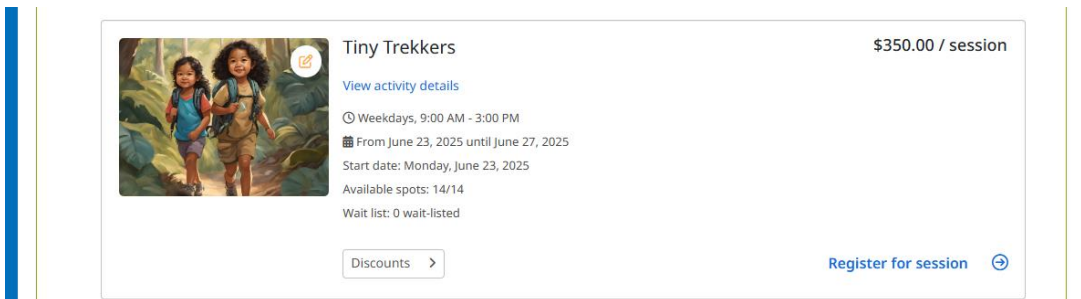 Tiny Trekkers
$350.00 / session
View activity details
Weekdays, 9:00 AM - 3:00 PM
From June 23, 2025 until June 27, 2025
Start date: Monday, June 23, 2025
Available spots: 14/14
Wait list: 0 wait-listed
Discounts
Register for session